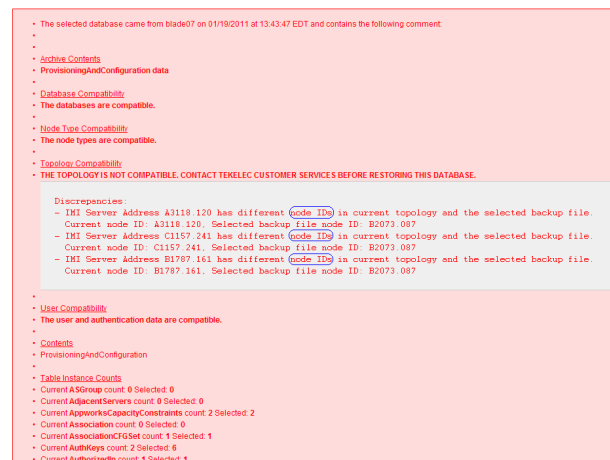 The selected database came from blade07 on 01/19/2011 at 13:43:47 EDT and contains the following comment:
Archive Contents
ProvisioningAndConfiguration data
Database Compatibility
The databases are compatible.
Node Type Compatibility
The node types are compatible.
Topology Compatibility
THE TOPOLOGY IS NOT COMPATIBLE. CONTACT TEKELEC CUSTOMER SERVICES BEFORE RESTORING THIS DATABASE.
Discrepancies:
- IMI Server Address A3118.120 has different node IDs in current topology and the selected backup file.
Current node ID: A3118.120, Selected backup file node ID: B2073.087
- IMI Server Address C1157.241 has different node IDs in current topology and the selected backup file.
Current node ID: C1157.241, Selected backup file node ID: B2073.087
- IMI Server Address B1787.161 has different node IDs in current topology and the selected backup file.
Current node ID: B1787.161, Selected backup file node ID: B2073.087
User Compatibility
The user and authentication data are compatible.
Contents
ProvisioningAndConfiguration
Table Instance Counts
Current ASGroup count: 0 Selected: 0
Current AdjacentServers count: 0 Selected: 0
Current AppworksCapacityConstraints count: 2 Selected: 2
Current Association count: 0 Selected: 0
Current AssociationCFGSet count: 1 Selected: 1
Current AuthKeys count: 2 Selected: 6
Current AuthorizedIp count: 1 Selected: 1